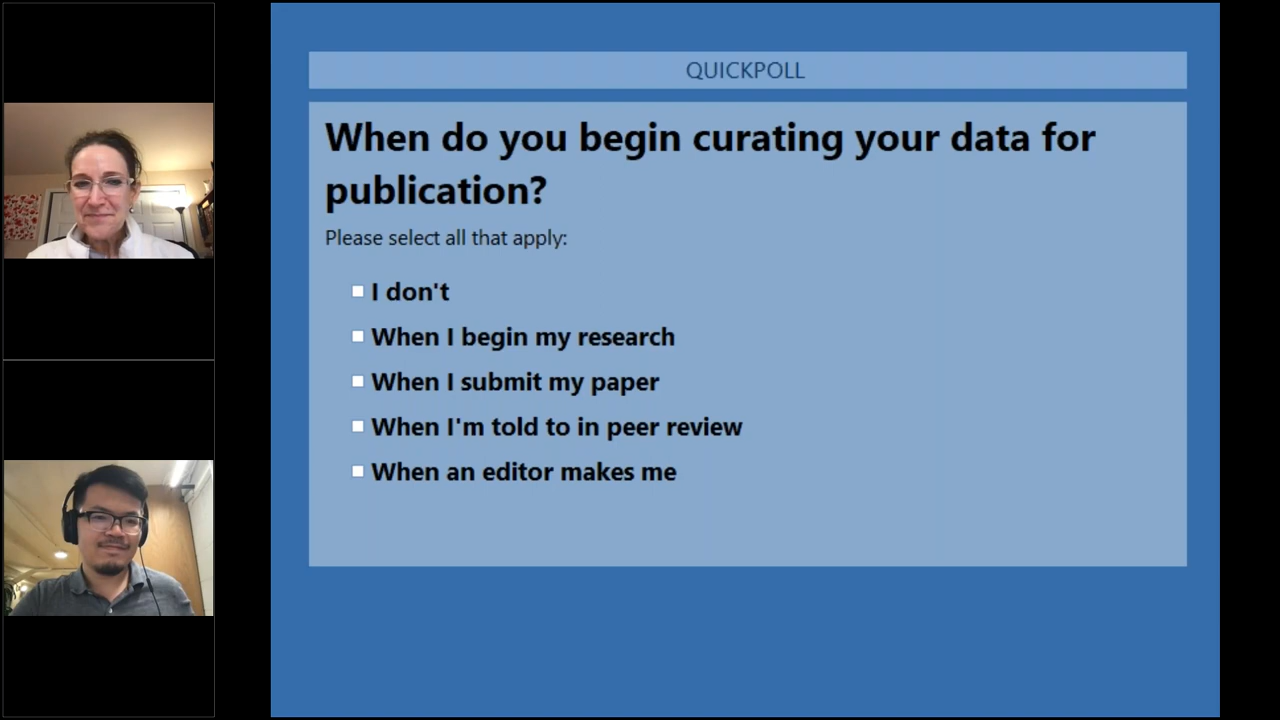 QUICKPOLL
When do you begin curating your data for
publication?
Please select all that apply:
I don't
When I begin my research
When I submit my paper
When I'm told to in peer review
When an editor makes me